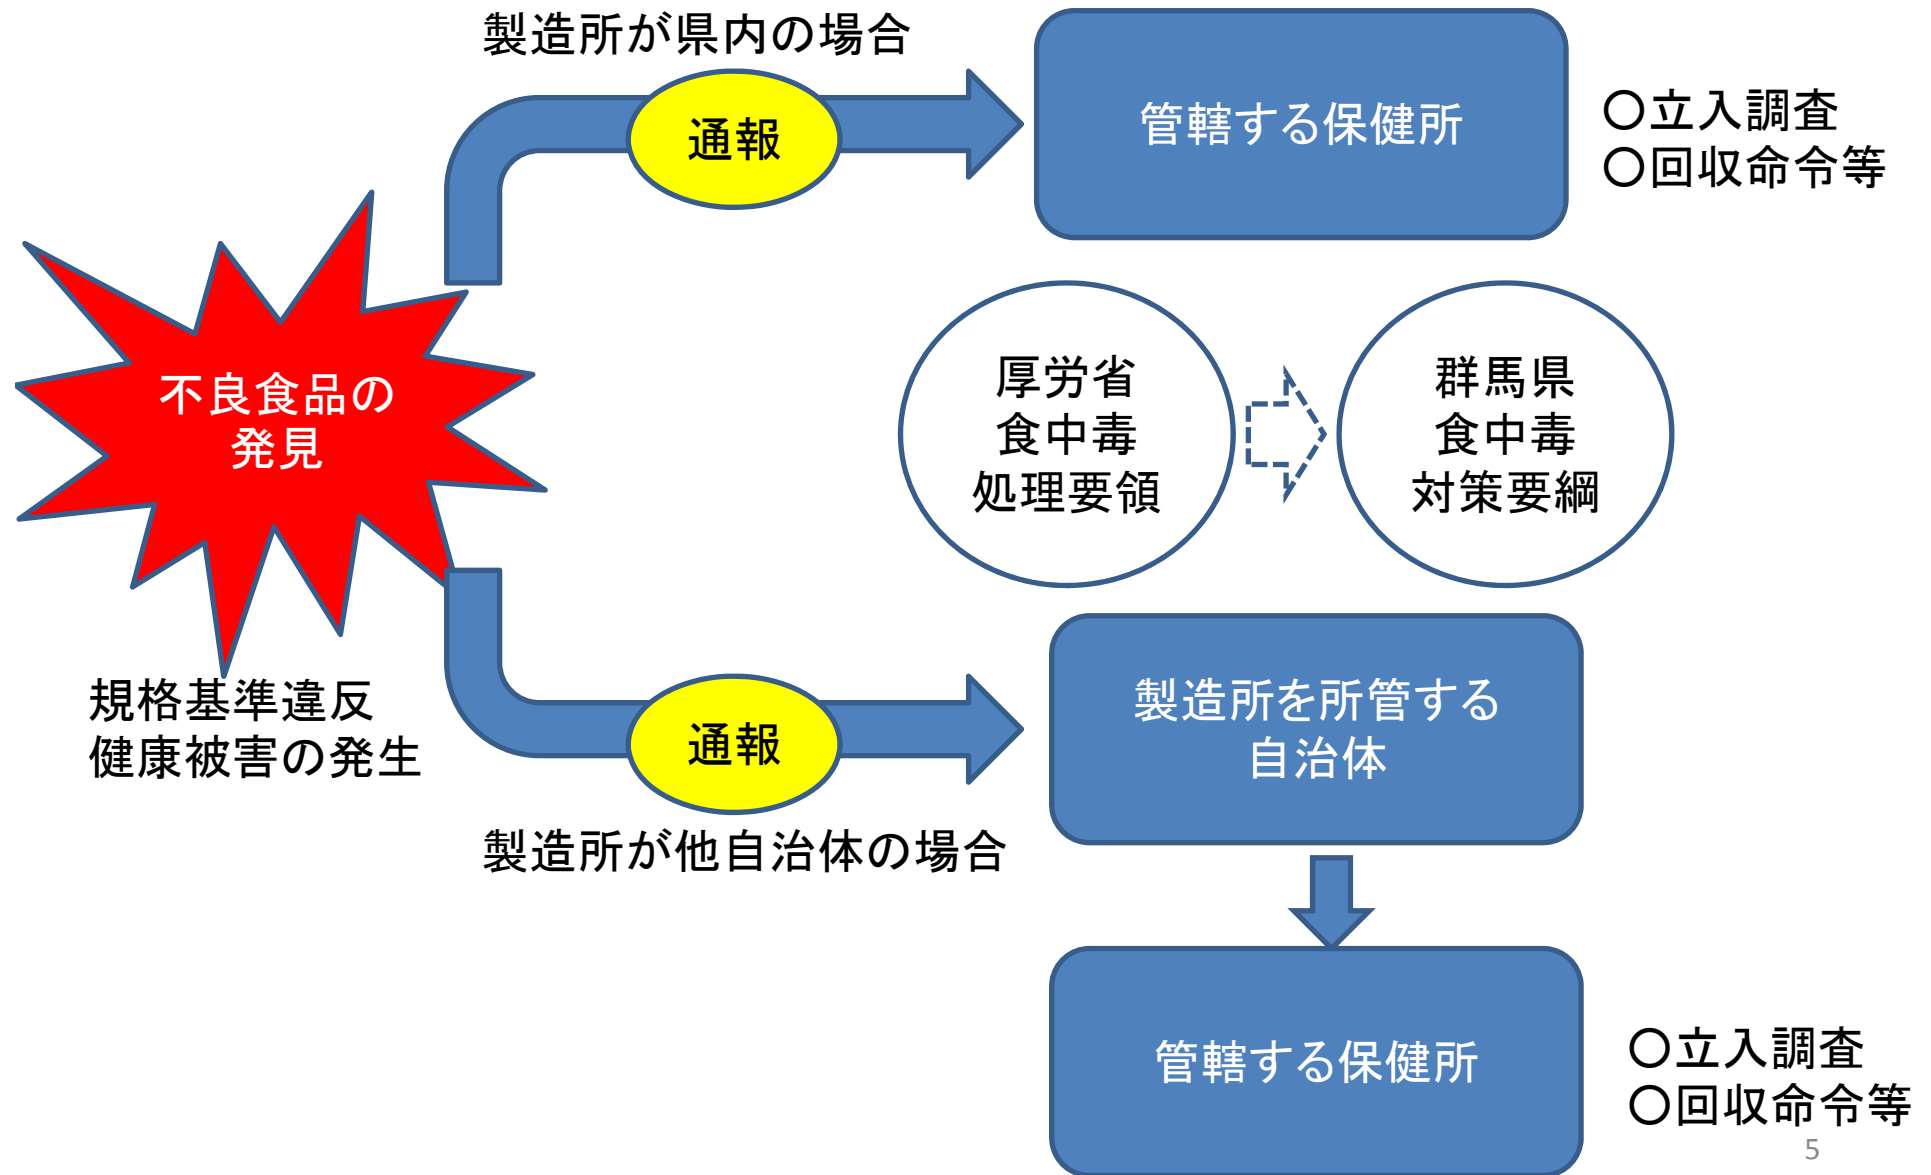 製造所が県内の場合
通報
管轄する保健所
〇立入調査
〇回収命令等
不良食品の
発見
規格基準違反
健康被害の発生
厚労省
食中毒
処理要領
群馬県
食中毒
対策要綱
通報
製造所が他自治体の場合
製造所を所管する
自治体
管轄する保健所
〇立入調査
〇回収命令等
5